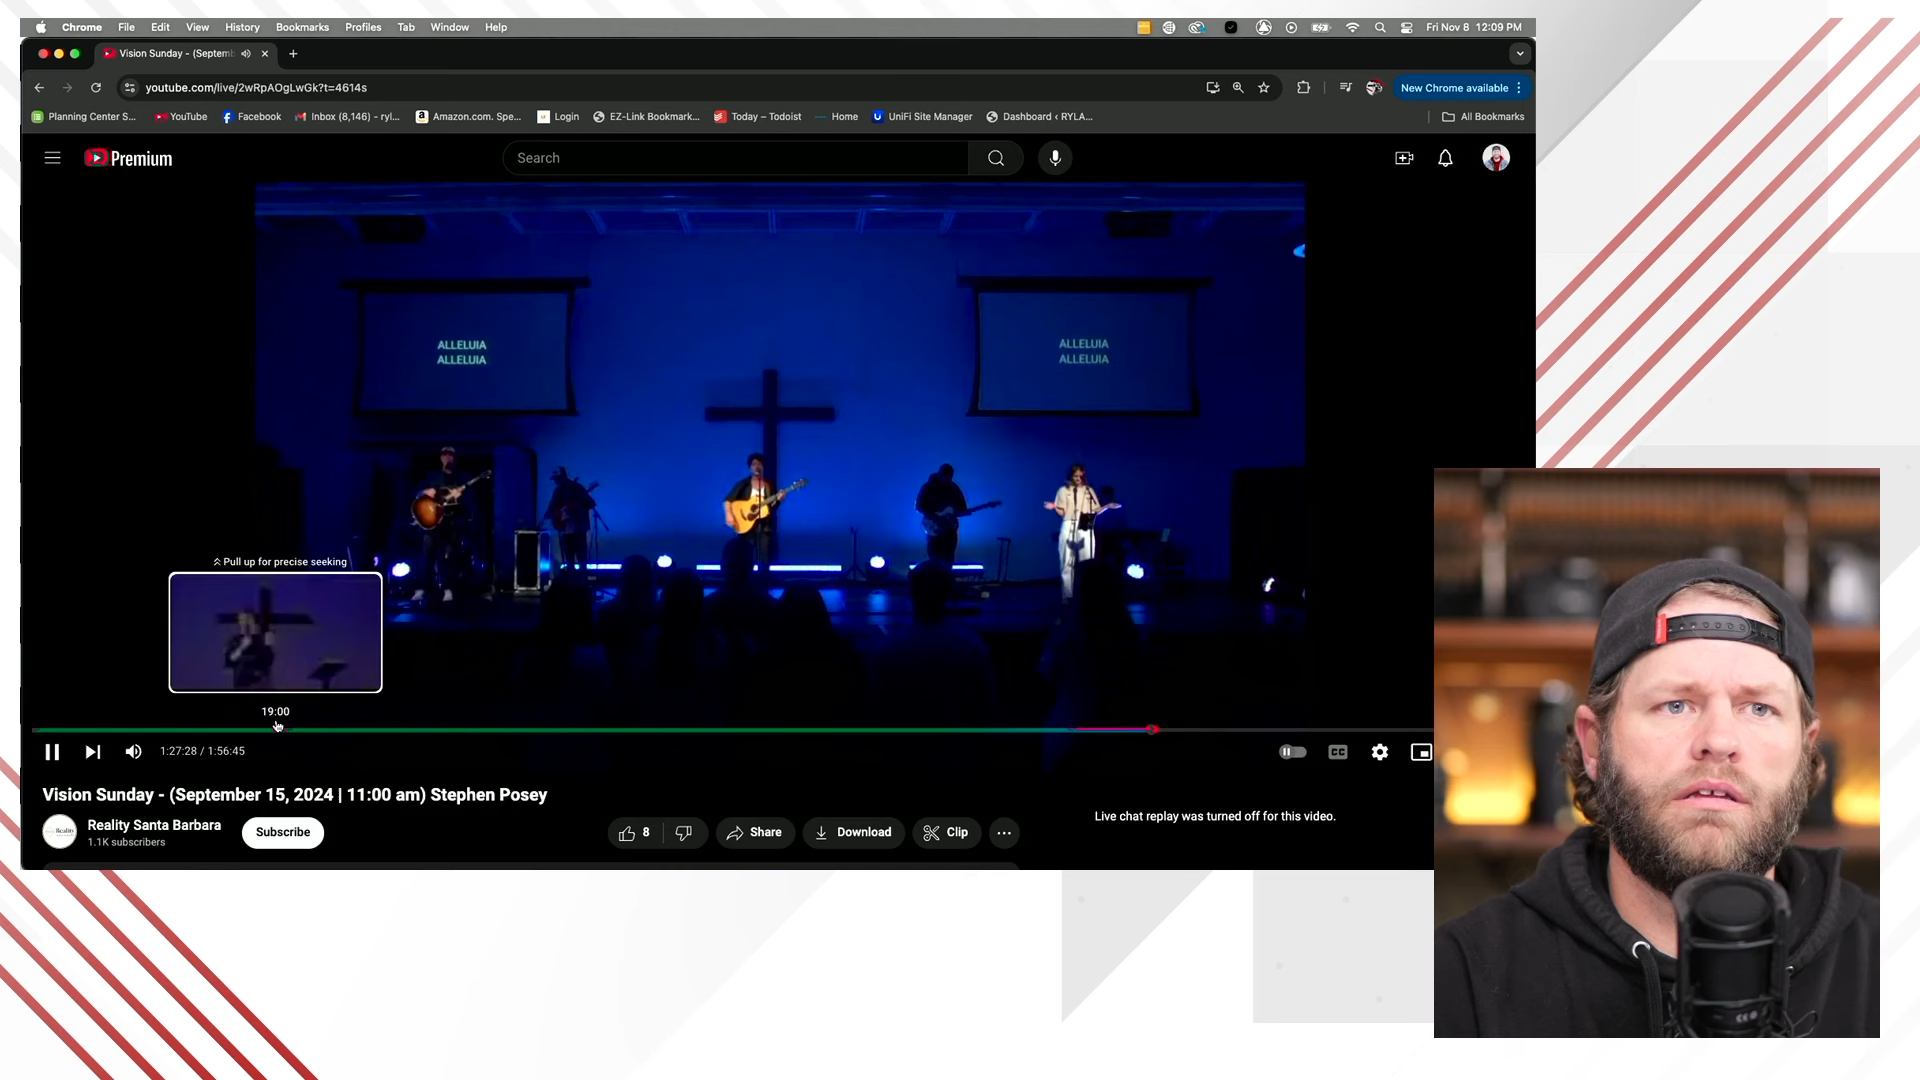 Chrome File Edit View History Bookmarks Profiles Tab Window Help
Fri Nov 8 12:09 PM
Vision Sunday - (Septemb
youtube.com/live/2wRpAOgLwGk?t=4614s
New Chrome available
Planning Center S... YouTube Facebook Inbox (8,146) - ryl... Amazon.com. Spe... Login EZ-Link Bookmark... Today – Todoist Home UniFi Site Manager Dashboard ‹ RYLA... All Bookmarks
Premium
Search
ALLELUIA
ALLELUIA
ALLELUIA
ALLELUIA
Pull up for precise seeking
19:00
1:27:28 / 1:56:45
CC
Vision Sunday - (September 15, 2024 | 11:00 am) Stephen Posey
Reality Santa Barbara
1.1K subscribers
Subscribe
8
Share
Download
Clip
Live chat replay was turned off for this video.